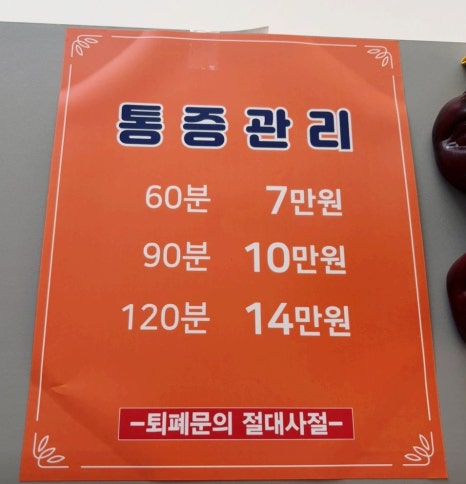 통증관리
60분 7만원
90분 10만원
120분 14만원
-퇴폐문의 절대사절-